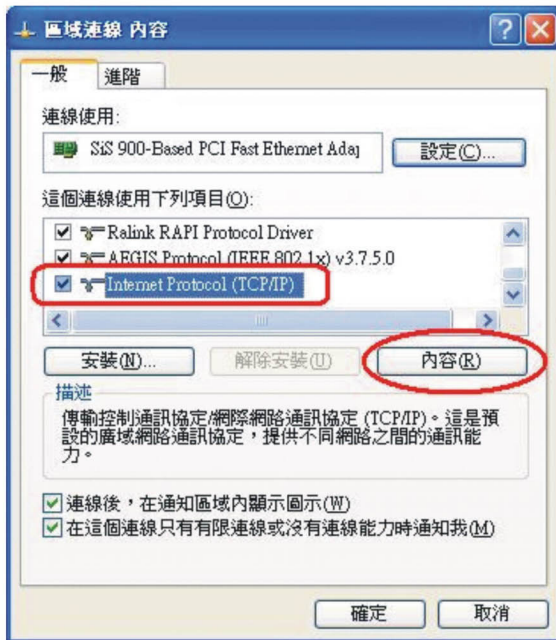 區域連線 內容
一般
進階
連線使用:
SiS 900-Based PCI Fast Ethernet Adaj
設定(C)...
這個連線使用下列項目(O):
Ralink RAPI Protocol Driver
AEGIS Protocol (IEEE 802.1x) v3.7.5.0
Internet Protocol (TCP/IP)
安裝(N)...
解除安裝(U)
內容(R)
描述
傳輸控制通訊協定/網際網路通訊協定 (TCP/IP)。這是預
設的廣域網路通訊協定，提供不同網路之間的通訊能
力。
連線後，在通知區域內顯示圖示(W)
在這個連線只有有限連線或沒有連線能力時通知我(M)
確定
取消